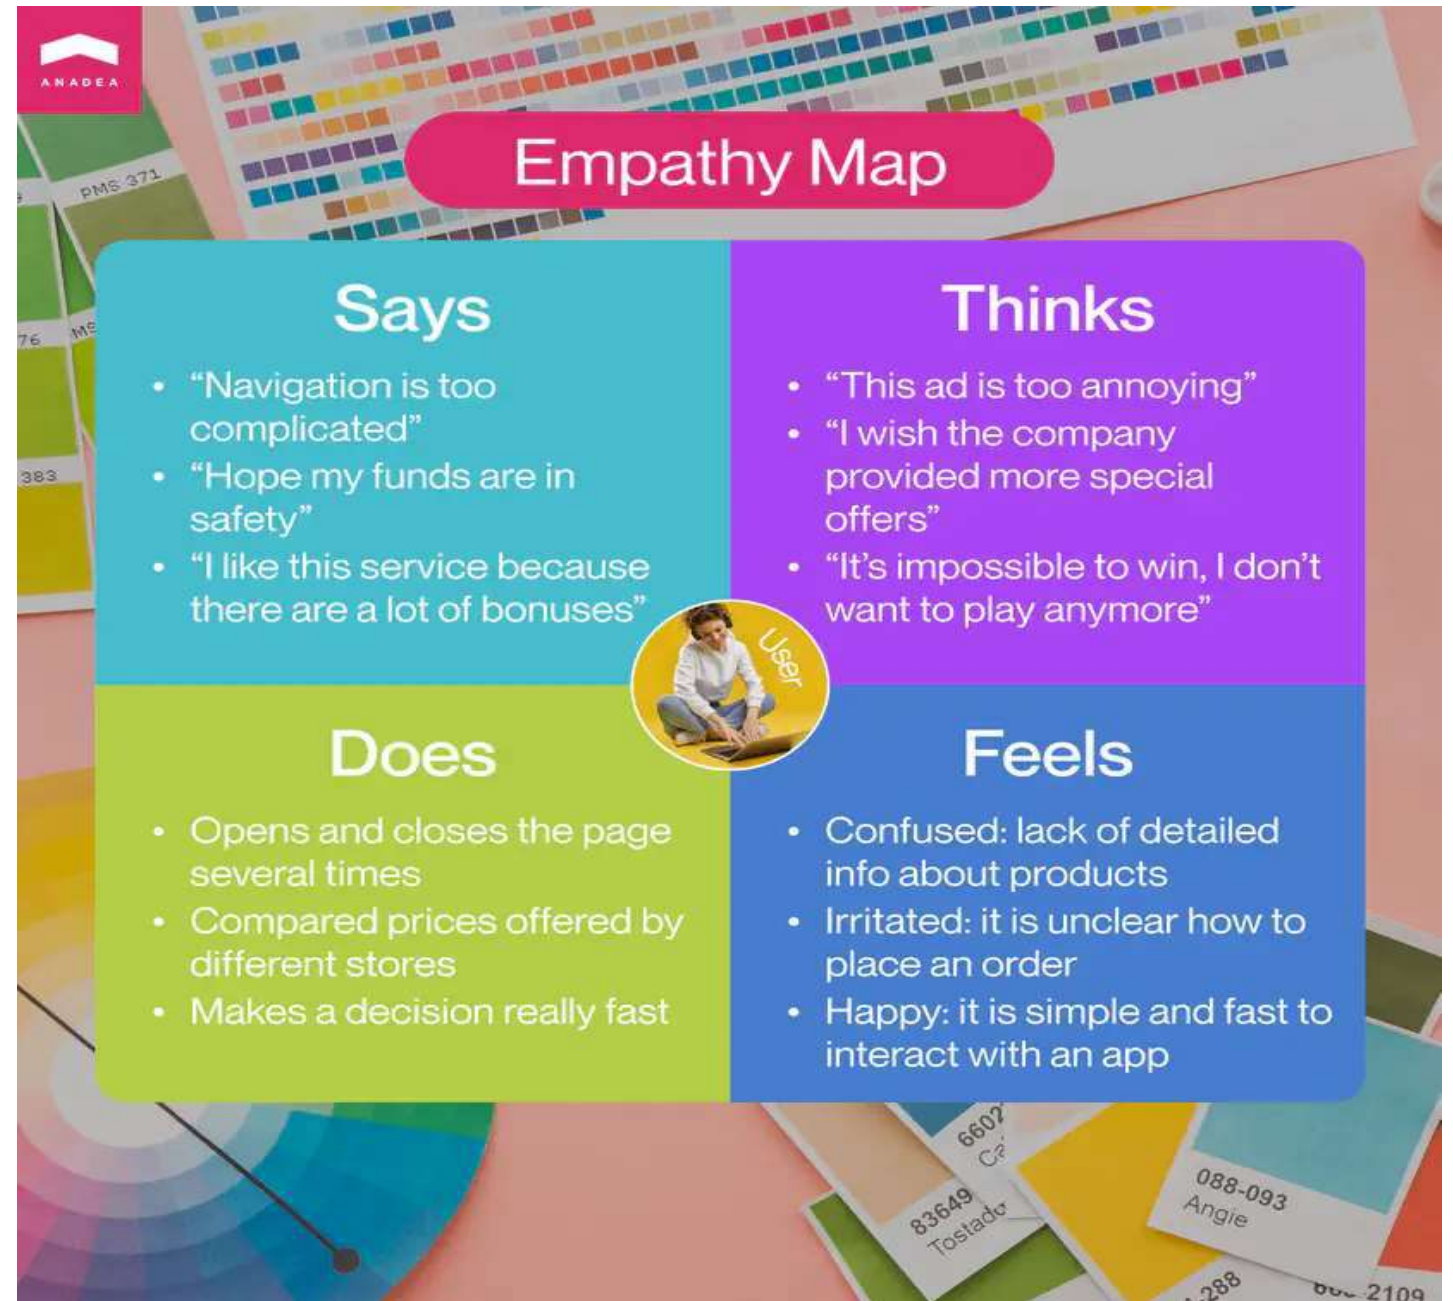 ANADEA
PMS 371
Empathy Map
Says
• “Navigation is too
complicated”
• “Hope my funds are in
safety”
• “I like this service because
there are a lot of bonuses”
Thinks
• “This ad is too annoying”
• “I wish the company
provided more special
offers”
• “It’s impossible to win, I don’t
want to play anymore”
User
76
MS
383
Does
• Opens and closes the page
several times
• Compared prices offered by
different stores
• Makes a decision really fast
Feels
• Confused: lack of detailed
info about products
• Irritated: it is unclear how to
place an order
• Happy: it is simple and fast to
interact with an app
83649
088-093
Angie